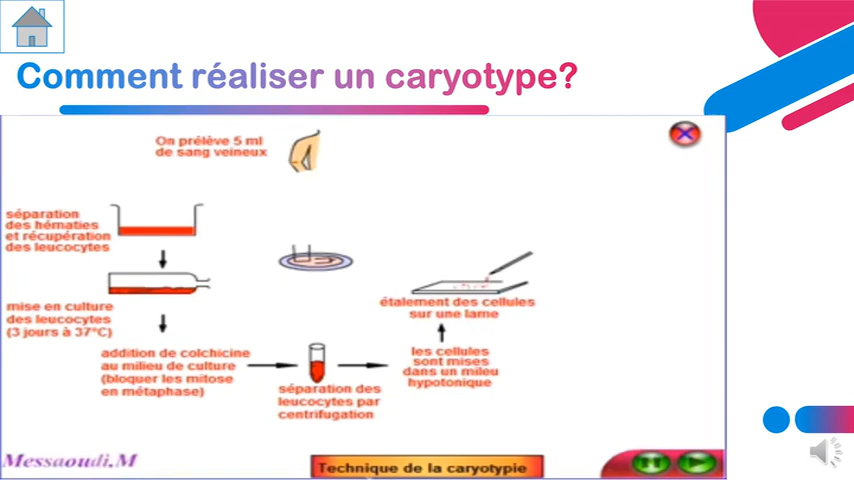 Comment réaliser un caryotype?
On prélève 5 ml
de sang veineux
séparation
des hématies
et récupération
des leucocytes
mise en culture
des leucocytes
(3 jours à 37°C)
addition de colchicine
au milieu de culture
(bloquer les mitose
en métaphase)
séparation des
leucocytes par
centrifugation
les cellules
sont mises
dans un mileu
hypotonique
étalement des cellules
sur une lame
Messaoudi.M
Technique de la caryotypie